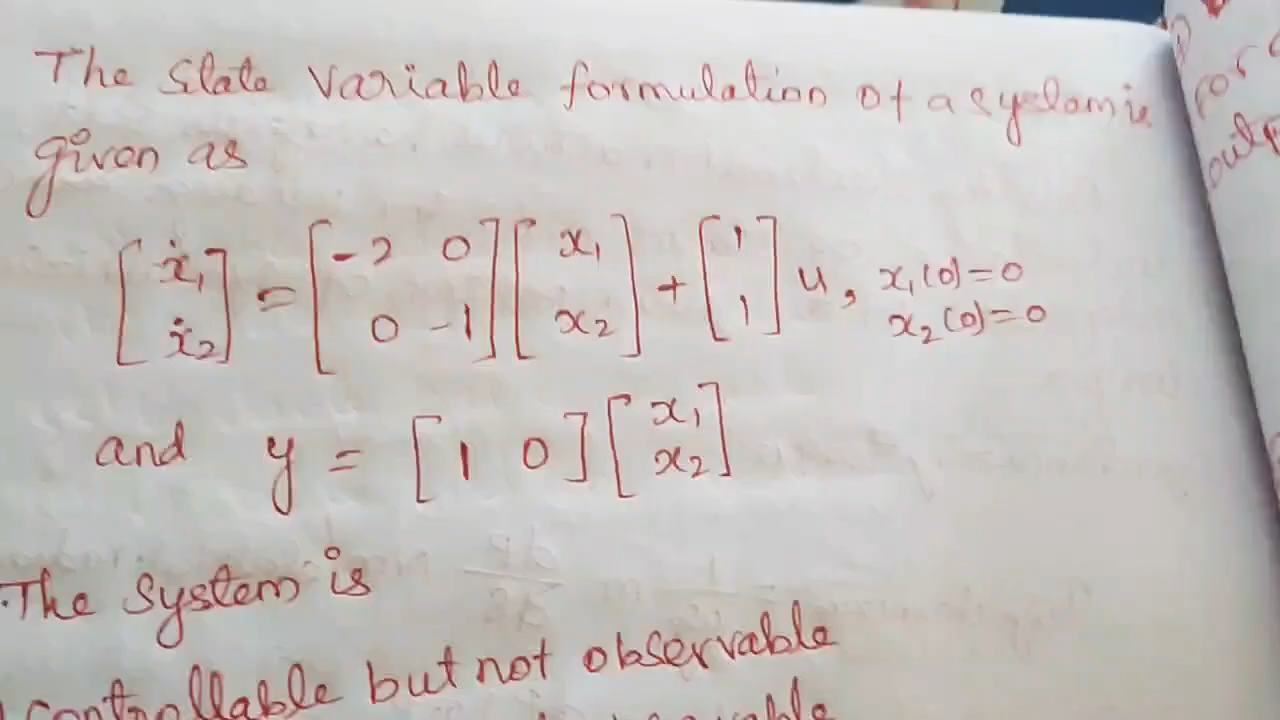 The State Variable formulation of a system is
given as
[ẋ₁ ẋ₂] = [-2 0 0 -1] [x₁ x₂] + [1 1] u, x₁(0)=0
x₂(0)=0
and y = [1 0] [x₁ x₂]
The System is
controllable but not observable